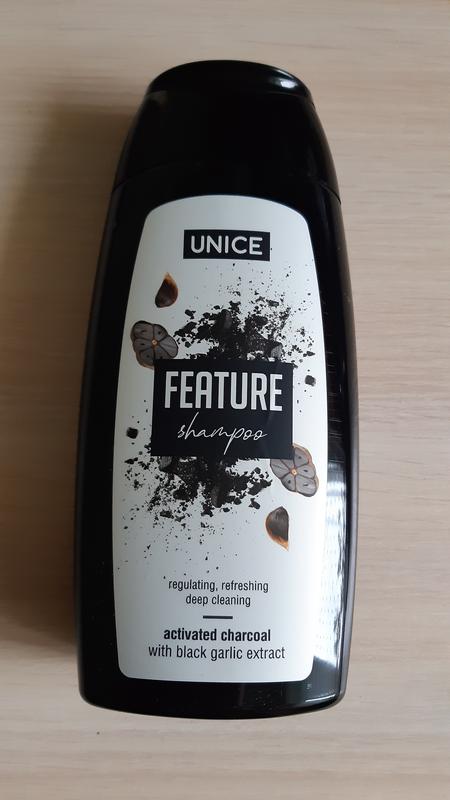 UNICE
FEATURE
shampoo
regulating, refreshing
deep cleaning
activated charcoal
with black garlic extract